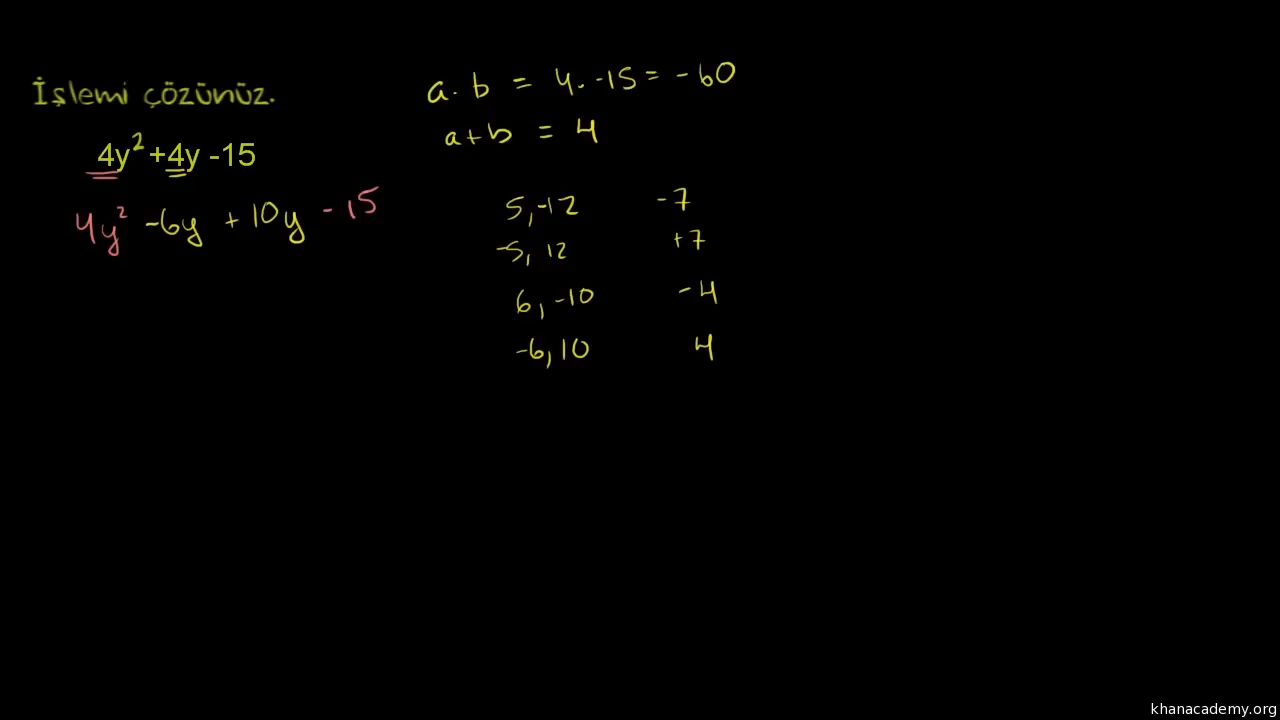 İşlemi çözünüz.
4y² +4y -15
4y² -6y + 10y - 15
a · b = 4 · -15 = -60
a+b = 4
5, -12 -7
-5, 12 +7
6, -10 -4
-6, 10 4
khanacademy.org